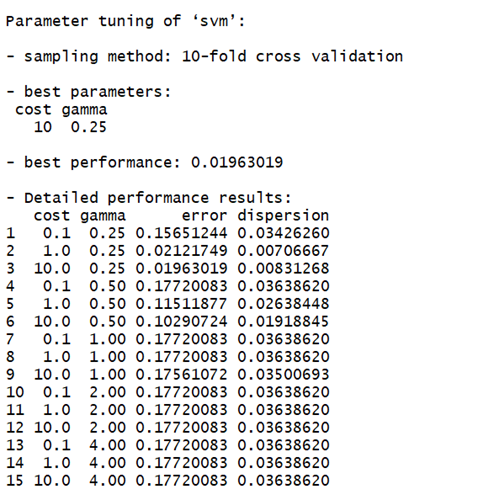 Parameter tuning of ‘svm’:
- sampling method: 10-fold cross validation
- best parameters:
cost gamma
10 0.25
- best performance: 0.01963019
- Detailed performance results:
cost gamma error dispersion
1 0.1 0.25 0.15651244 0.03426260
2 1.0 0.25 0.02121749 0.00706667
3 10.0 0.25 0.01963019 0.00831268
4 0.1 0.50 0.17720083 0.03638620
5 1.0 0.50 0.11511877 0.02638448
6 10.0 0.50 0.10290724 0.01918845
7 0.1 1.00 0.17720083 0.03638620
8 1.0 1.00 0.17720083 0.03638620
9 10.0 1.00 0.17561072 0.03500693
10 0.1 2.00 0.17720083 0.03638620
11 1.0 2.00 0.17720083 0.03638620
12 10.0 2.00 0.17720083 0.03638620
13 0.1 4.00 0.17720083 0.03638620
14 1.0 4.00 0.17720083 0.03638620
15 10.0 4.00 0.17720083 0.03638620